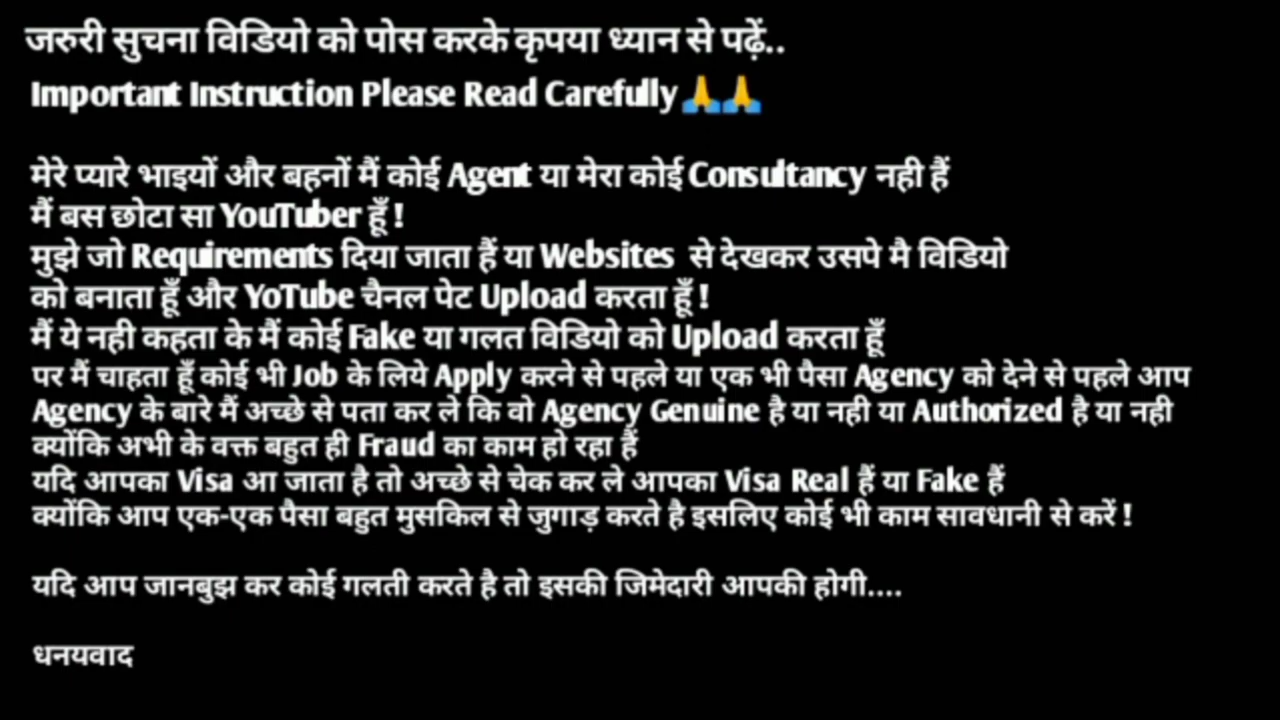 जरुरी सुचना विडियो को पोस करके कृपया ध्यान से पढ़ें..
Important Instruction Please Read Carefully🙏🙏
मेरे प्यारे भाइयों और बहनों मैं कोई Agent या मेरा कोई Consultancy नही हैं
मैं बस छोटा सा YouTuber हूँ !
मुझे जो Requirements दिया जाता हैं या Websites से देखकर उसपे मै विडियो
को बनाता हूँ और YoTube चैनल पेट Upload करता हूँ !
मैं ये नही कहता के मैं कोई Fake या गलत विडियो को Upload करता हूँ
पर मैं चाहता हूँ कोई भी Job के लिये Apply करने से पहले या एक भी पैसा Agency को देने से पहले आप
Agency के बारे मैं अच्छे से पता कर ले कि वो Agency Genuine है या नही या Authorized है या नही
क्योंकि अभी के वक्त बहुत ही Fraud का काम हो रहा हैं
यदि आपका Visa आ जाता है तो अच्छे से चेक कर ले आपका Visa Real हैं या Fake हैं
क्योंकि आप एक-एक पैसा बहुत मुसकिल से जुगाड़ करते है इसलिए कोई भी काम सावधानी से करें !
यदि आप जानबुझ कर कोई गलती करते है तो इसकी जिमेदारी आपकी होगी....
धनयवाद